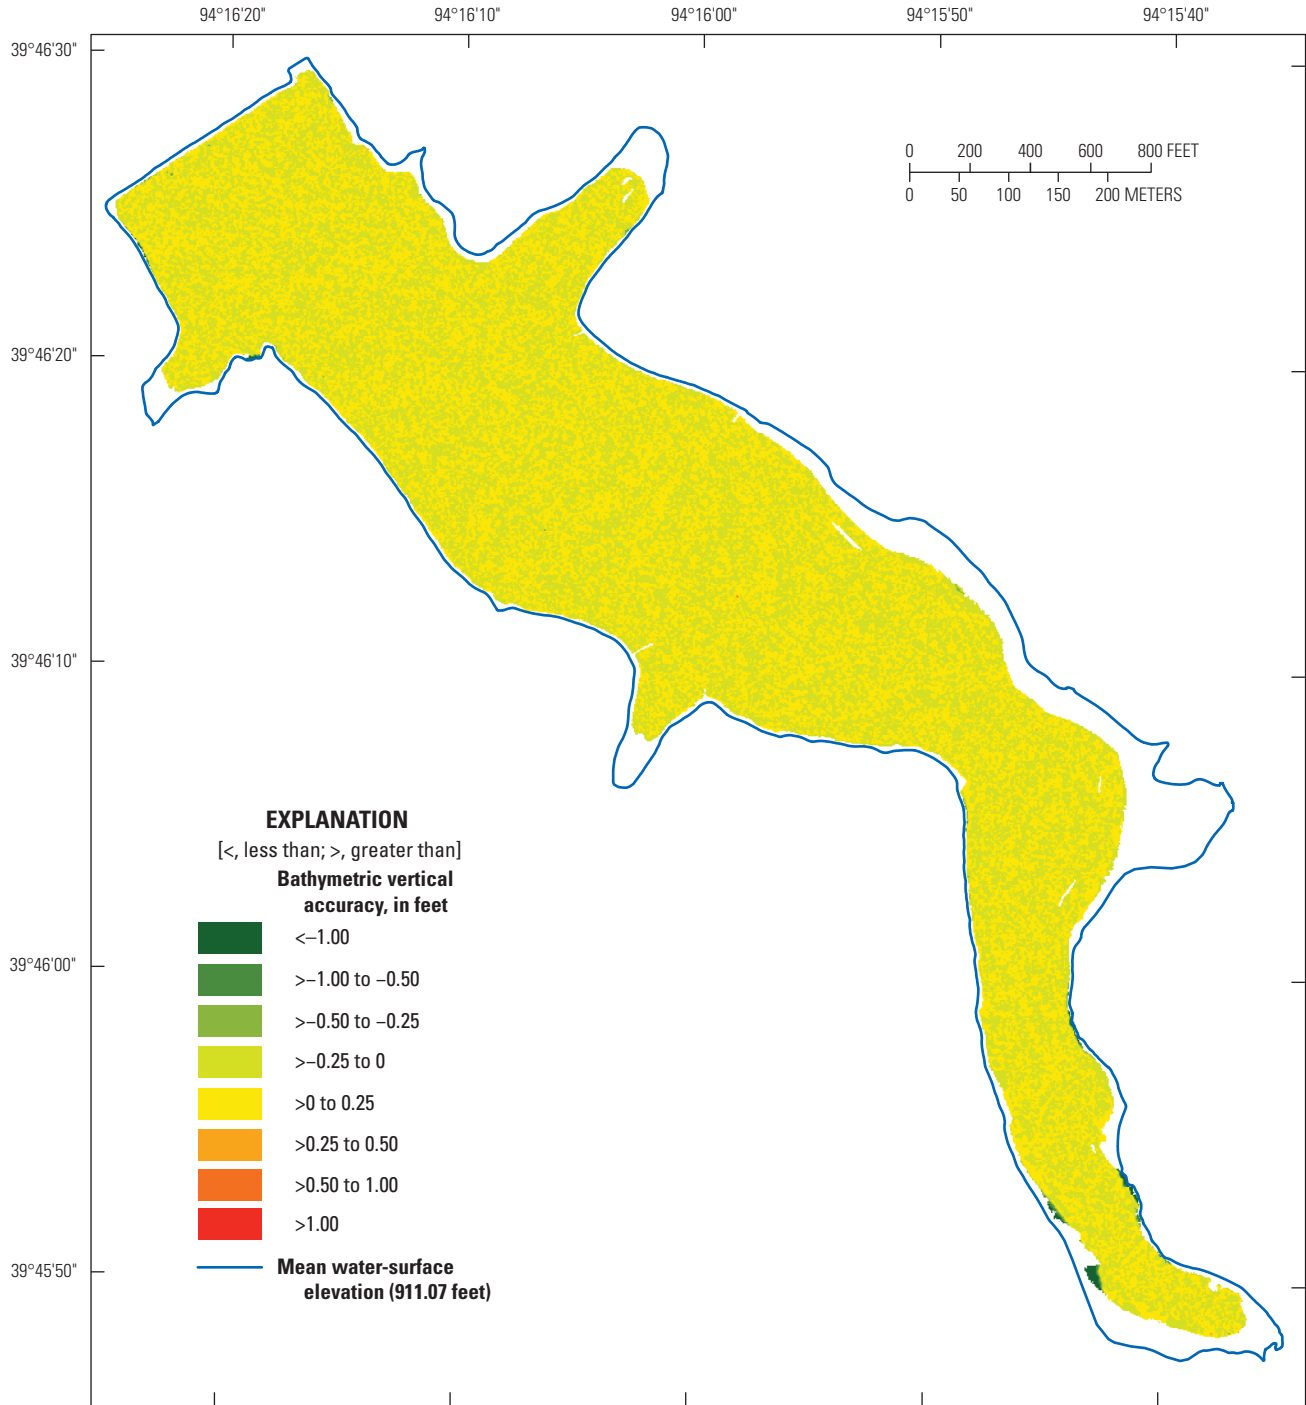 94°16'20" 94°16'10" 94°16'00" 94°15'50" 94°15'40"
39°46'30"
0 200 400 600 800 FEET
0 50 100 150 200 METERS
39°46'20"
39°46'10"
EXPLANATION
[<, less than; >, greater than]
Bathymetric vertical
accuracy, in feet
<–1.00
39°46'00"
>–1.00 to –0.50
>–0.50 to –0.25
>–0.25 to 0
>0 to 0.25
>0.25 to 0.50
>0.50 to 1.00
>1.00
39°45'50"
Mean water-surface
elevation (911.07 feet)